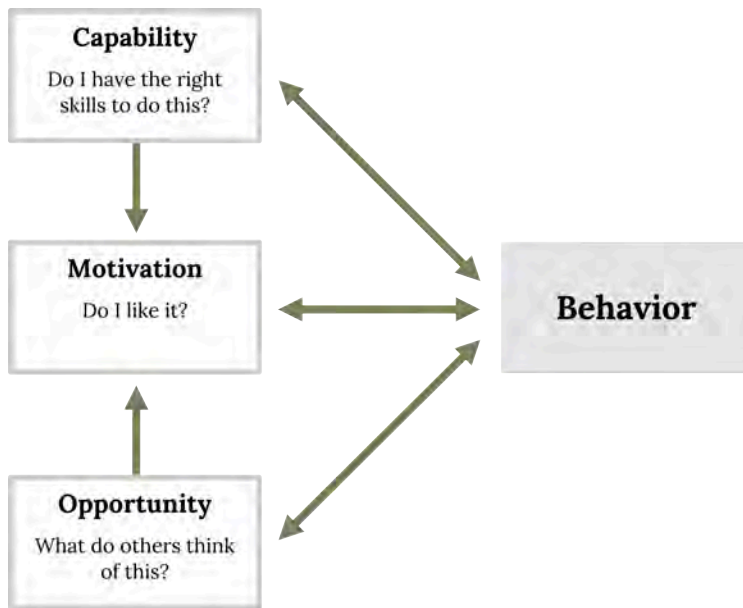 Capability
Do I have the right
skills to do this?
Motivation
Do I like it?
Behavior
Opportunity
What do others think
of this?